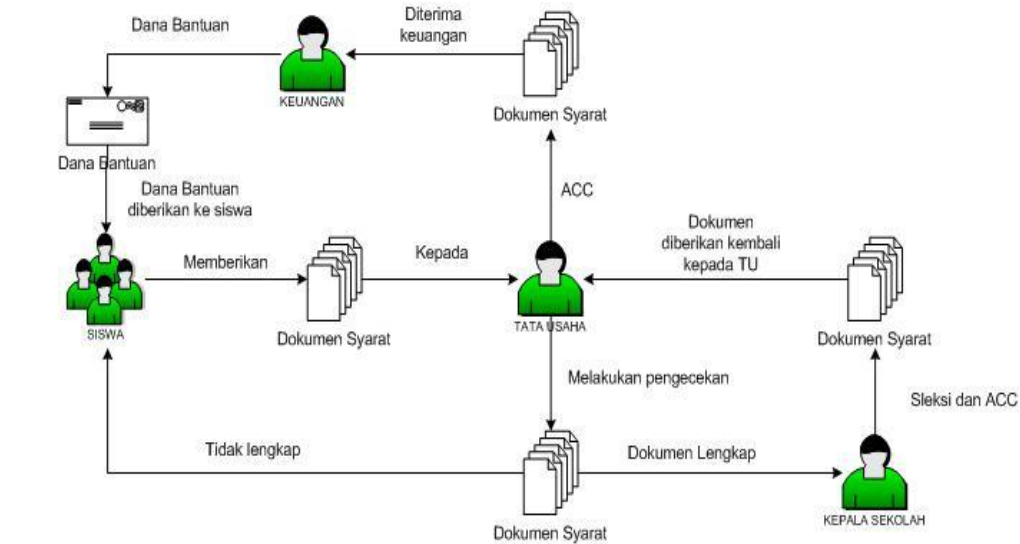 Dana Bantuan
Diterima
keuangan
KEUANGAN
Dokumen Syarat
Dana Bantuan
Dana Bantuan
diberikan ke siswa
ACC
Dokumen
diberikan kembali
kepada TU
Memberikan
Kepada
SISWA
Dokumen Syarat
TATA USAHA
Dokumen Syarat
Melakukan pengecekan
Sleksi dan ACC
Tidak lengkap
Dokumen Lengkap
KEPALA SEKOLAH
Dokumen Syarat